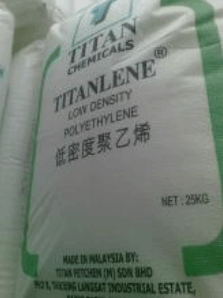 TITAN
CHEMICALS
TITANLENE®
LOW DENSITY
POLYETHYLENE
低密度聚乙烯
NET : 25KG
MADE IN MALAYSIA BY:
TITAN PETCHEM (M) SDN BHD
TANJUNG LANGSAT INDUSTRIAL ESTATE,